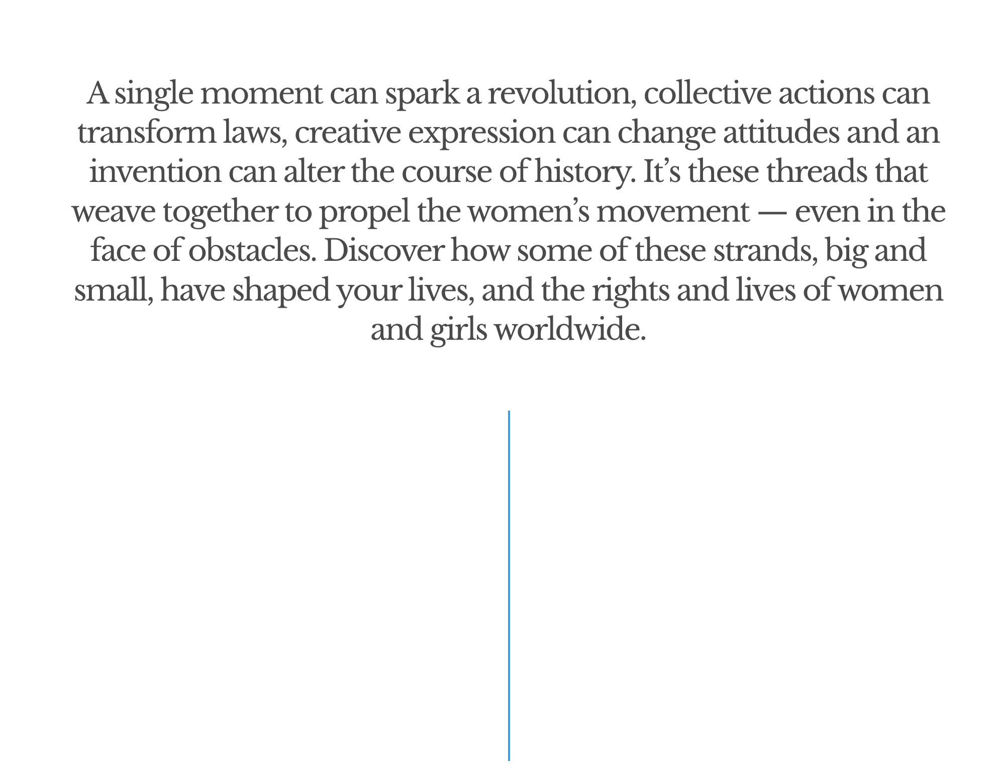 A single moment can spark a revolution, collective actions can
transform laws, creative expression can change attitudes and an
invention can alter the course of history. It’s these threads that
weave together to propel the women’s movement — even in the
face of obstacles. Discover how some of these strands, big and
small, have shaped your lives, and the rights and lives of women
and girls worldwide.